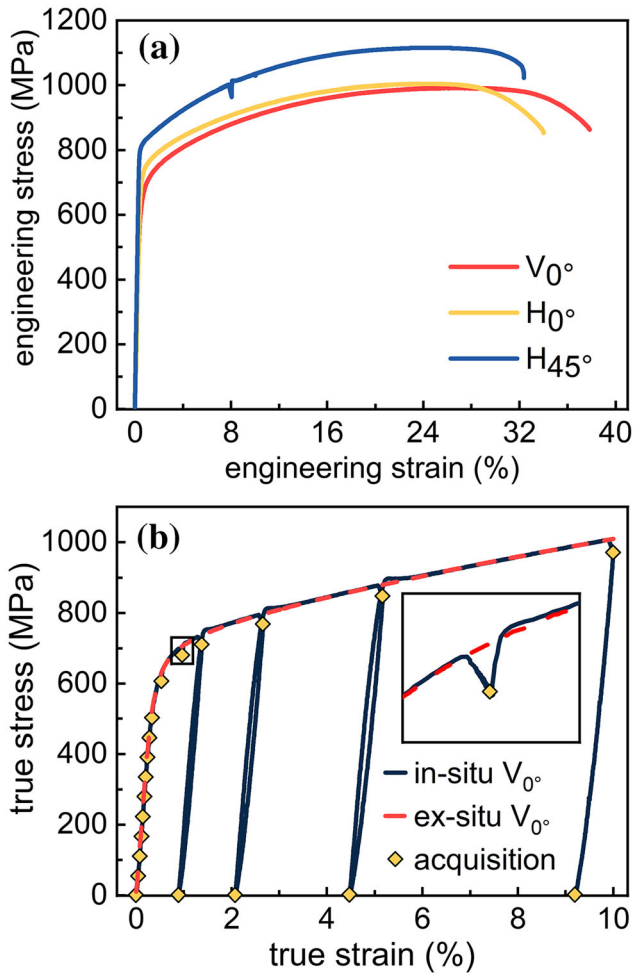 (a)
engineering stress (MPa)
1200
1000
800
600
400
200
0
V0°
H0°
H45°
0 8 16 24 32 40
engineering strain (%)
(b)
true stress (MPa)
1000
800
600
400
200
0
in-situ V0°
ex-situ V0°
acquisition
0 2 4 6 8 10
true strain (%)